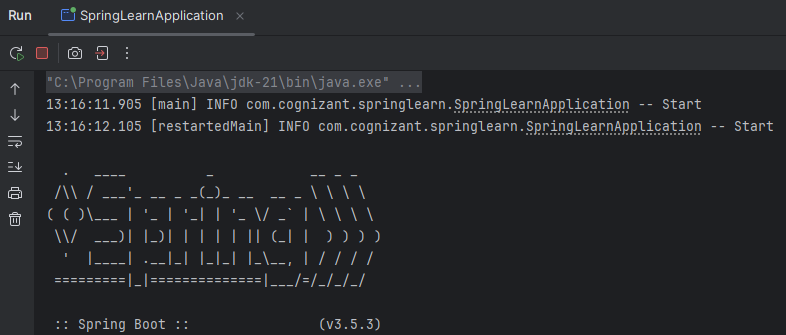 Run SpringLearnApplication ×
"C:\Program Files\Java\jdk-21\bin\java.exe" ...
13:16:11.905 [main] INFO com.cognizant.springlearn.SpringLearnApplication -- Start
13:16:12.105 [restartedMain] INFO com.cognizant.springlearn.SpringLearnApplication -- Start
  .   ____          _            __ _ _
 /\\ / ___'_ __ _ _(_)_ __  __ _ \ \ \ \
( ( )\___ | '_ | '_| | '_ \/ _` | \ \ \ \
 \\/  ___)| |_)| | | | | || (_| |  ) ) ) )
  '  |____| .__|_| |_|_| |_\__, | / / / /
 =========|_|==============|___/=/_/_/_/
 :: Spring Boot ::                (v3.5.3)